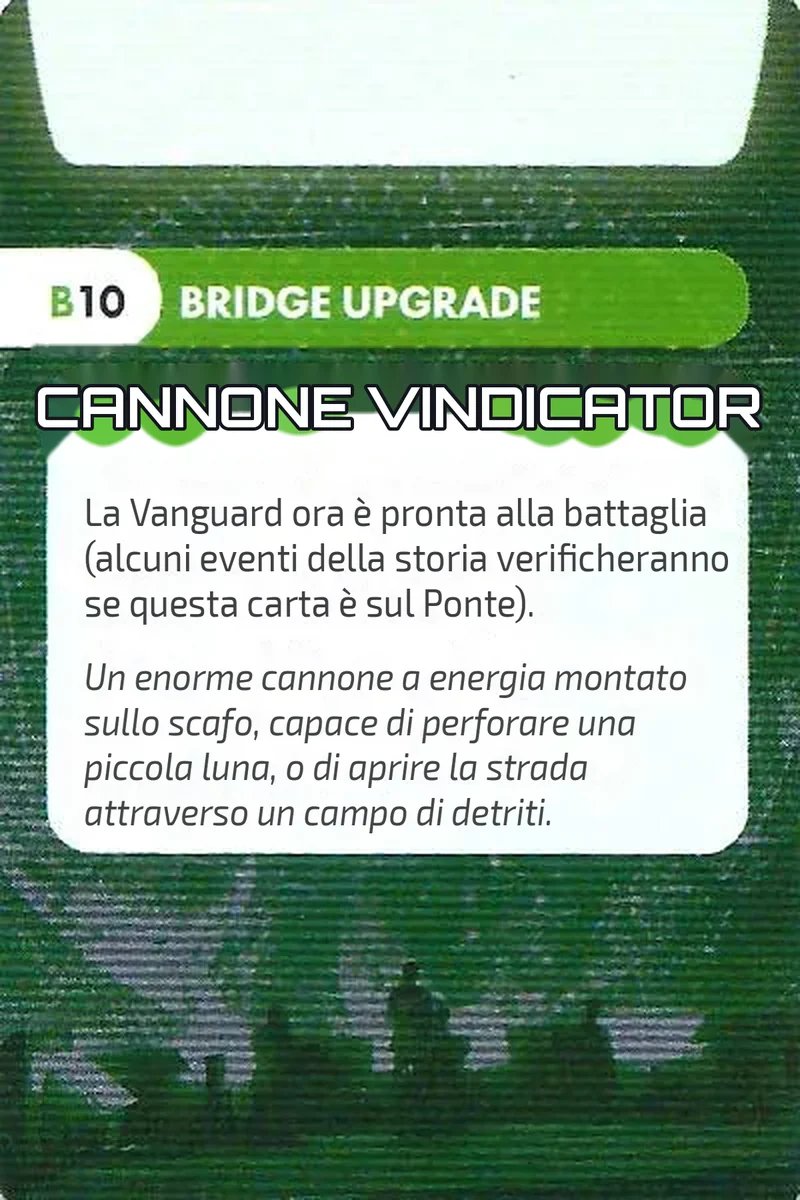 B10 BRIDGE UPGRADE
CANNONE VINDICATOR
La Vanguard ora è pronta alla battaglia
(alcuni eventi della storia verificheranno
se questa carta è sul Ponte).
Un enorme cannone a energia montato
sullo scafo, capace di perforare una
piccola luna, o di aprire la strada
attraverso un campo di detriti.